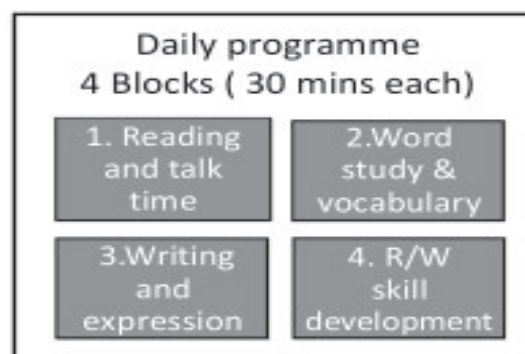 Daily programme
4 Blocks ( 30 mins each)
1. Reading
and talk
time
2.Word
study &
vocabulary
3.Writing
and
expression
4. R/W
skill
development